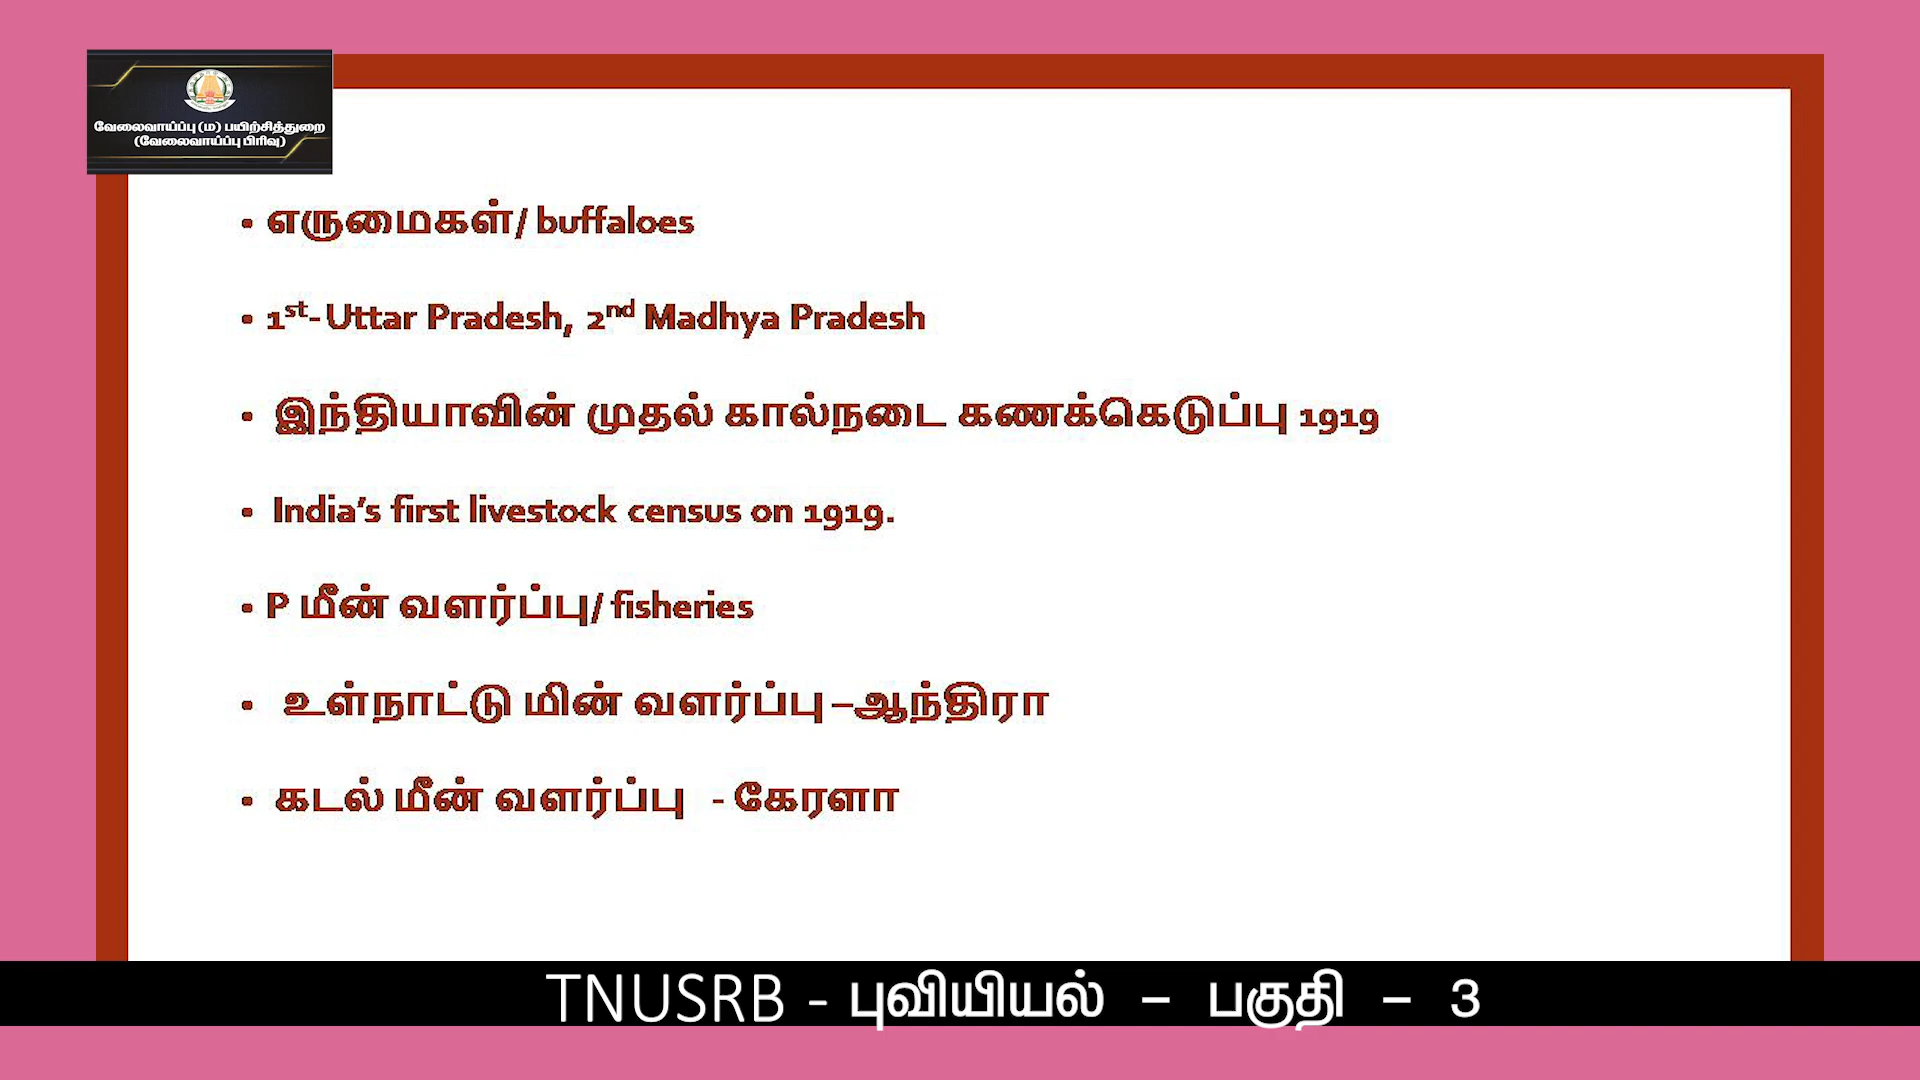 வேலைவாய்ப்பு (ம) பயிற்சித்துறை
(வேலைவாய்ப்பு பிரிவு)
• எருமைகள்/ buffaloes
• 1st- Uttar Pradesh, 2nd Madhya Pradesh
• இந்தியாவின் முதல் கால்நடை கணக்கெடுப்பு 1919
• India’s first livestock census on 1919.
• P மீன் வளர்ப்பு/ fisheries
• உள்நாட்டு மின் வளர்ப்பு –ஆந்திரா
• கடல் மீன் வளர்ப்பு - கேரளா
TNUSRB - புவியியல் – பகுதி – 3